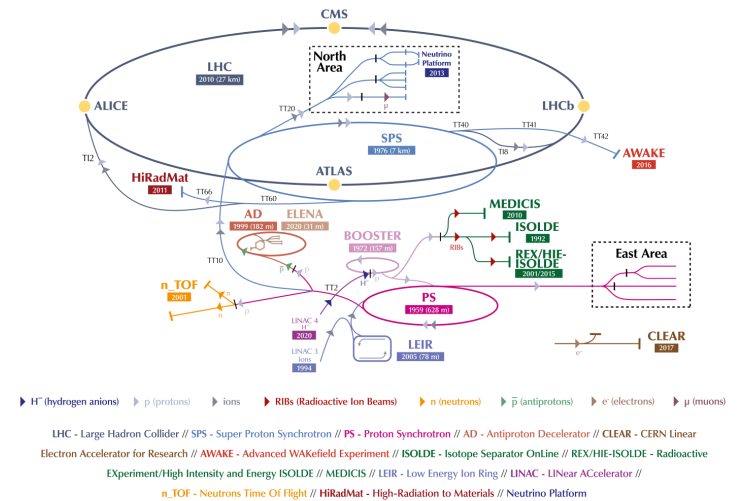 CMS
North
Area
Neutrino
Platform
2013
LHC
2010 (27 km)
μ
ALICE
LHCb
TT20
TT40
TT41
SPS
1976 (7 km)
TT42
TI8
AWAKE
2016
TI2
ATLAS
HiRadMat
2011
TT66
TT60
MEDICIS
2010
AD
1999 (182 m)
ELENA
2020 (31 m)
ISOLDE
1992
BOOSTER
1972 (157 m)
RIBs
REX/HIE-
ISOLDE
2001/2015
East Area
TT10
p
p
H⁻
p
n_TOF
2001
n
n
p
TT2
PS
1959 (628 m)
LINAC 4
H⁻
2020
LINAC 3
Ions
1994
LEIR
2005 (78 m)
CLEAR
2017
e⁻
H⁻ (hydrogen anions) p (protons) ions RIBs (Radioactive Ion Beams) n (neutrons) p̅ (antiprotons) e⁻ (electrons) μ (muons)
LHC - Large Hadron Collider // SPS - Super Proton Synchrotron // PS - Proton Synchrotron // AD - Antiproton Decelerator // CLEAR - CERN Linear
Electron Accelerator for Research // AWAKE - Advanced WAKefield Experiment // ISOLDE - Isotope Separator OnLine // REX/HIE-ISOLDE - Radioactive
EXperiment/High Intensity and Energy ISOLDE // MEDICIS // LEIR - Low Energy Ion Ring // LINAC - LINear ACcelerator //
n_TOF - Neutrons Time Of Flight // HiRadMat - High-Radiation to Materials // Neutrino Platform